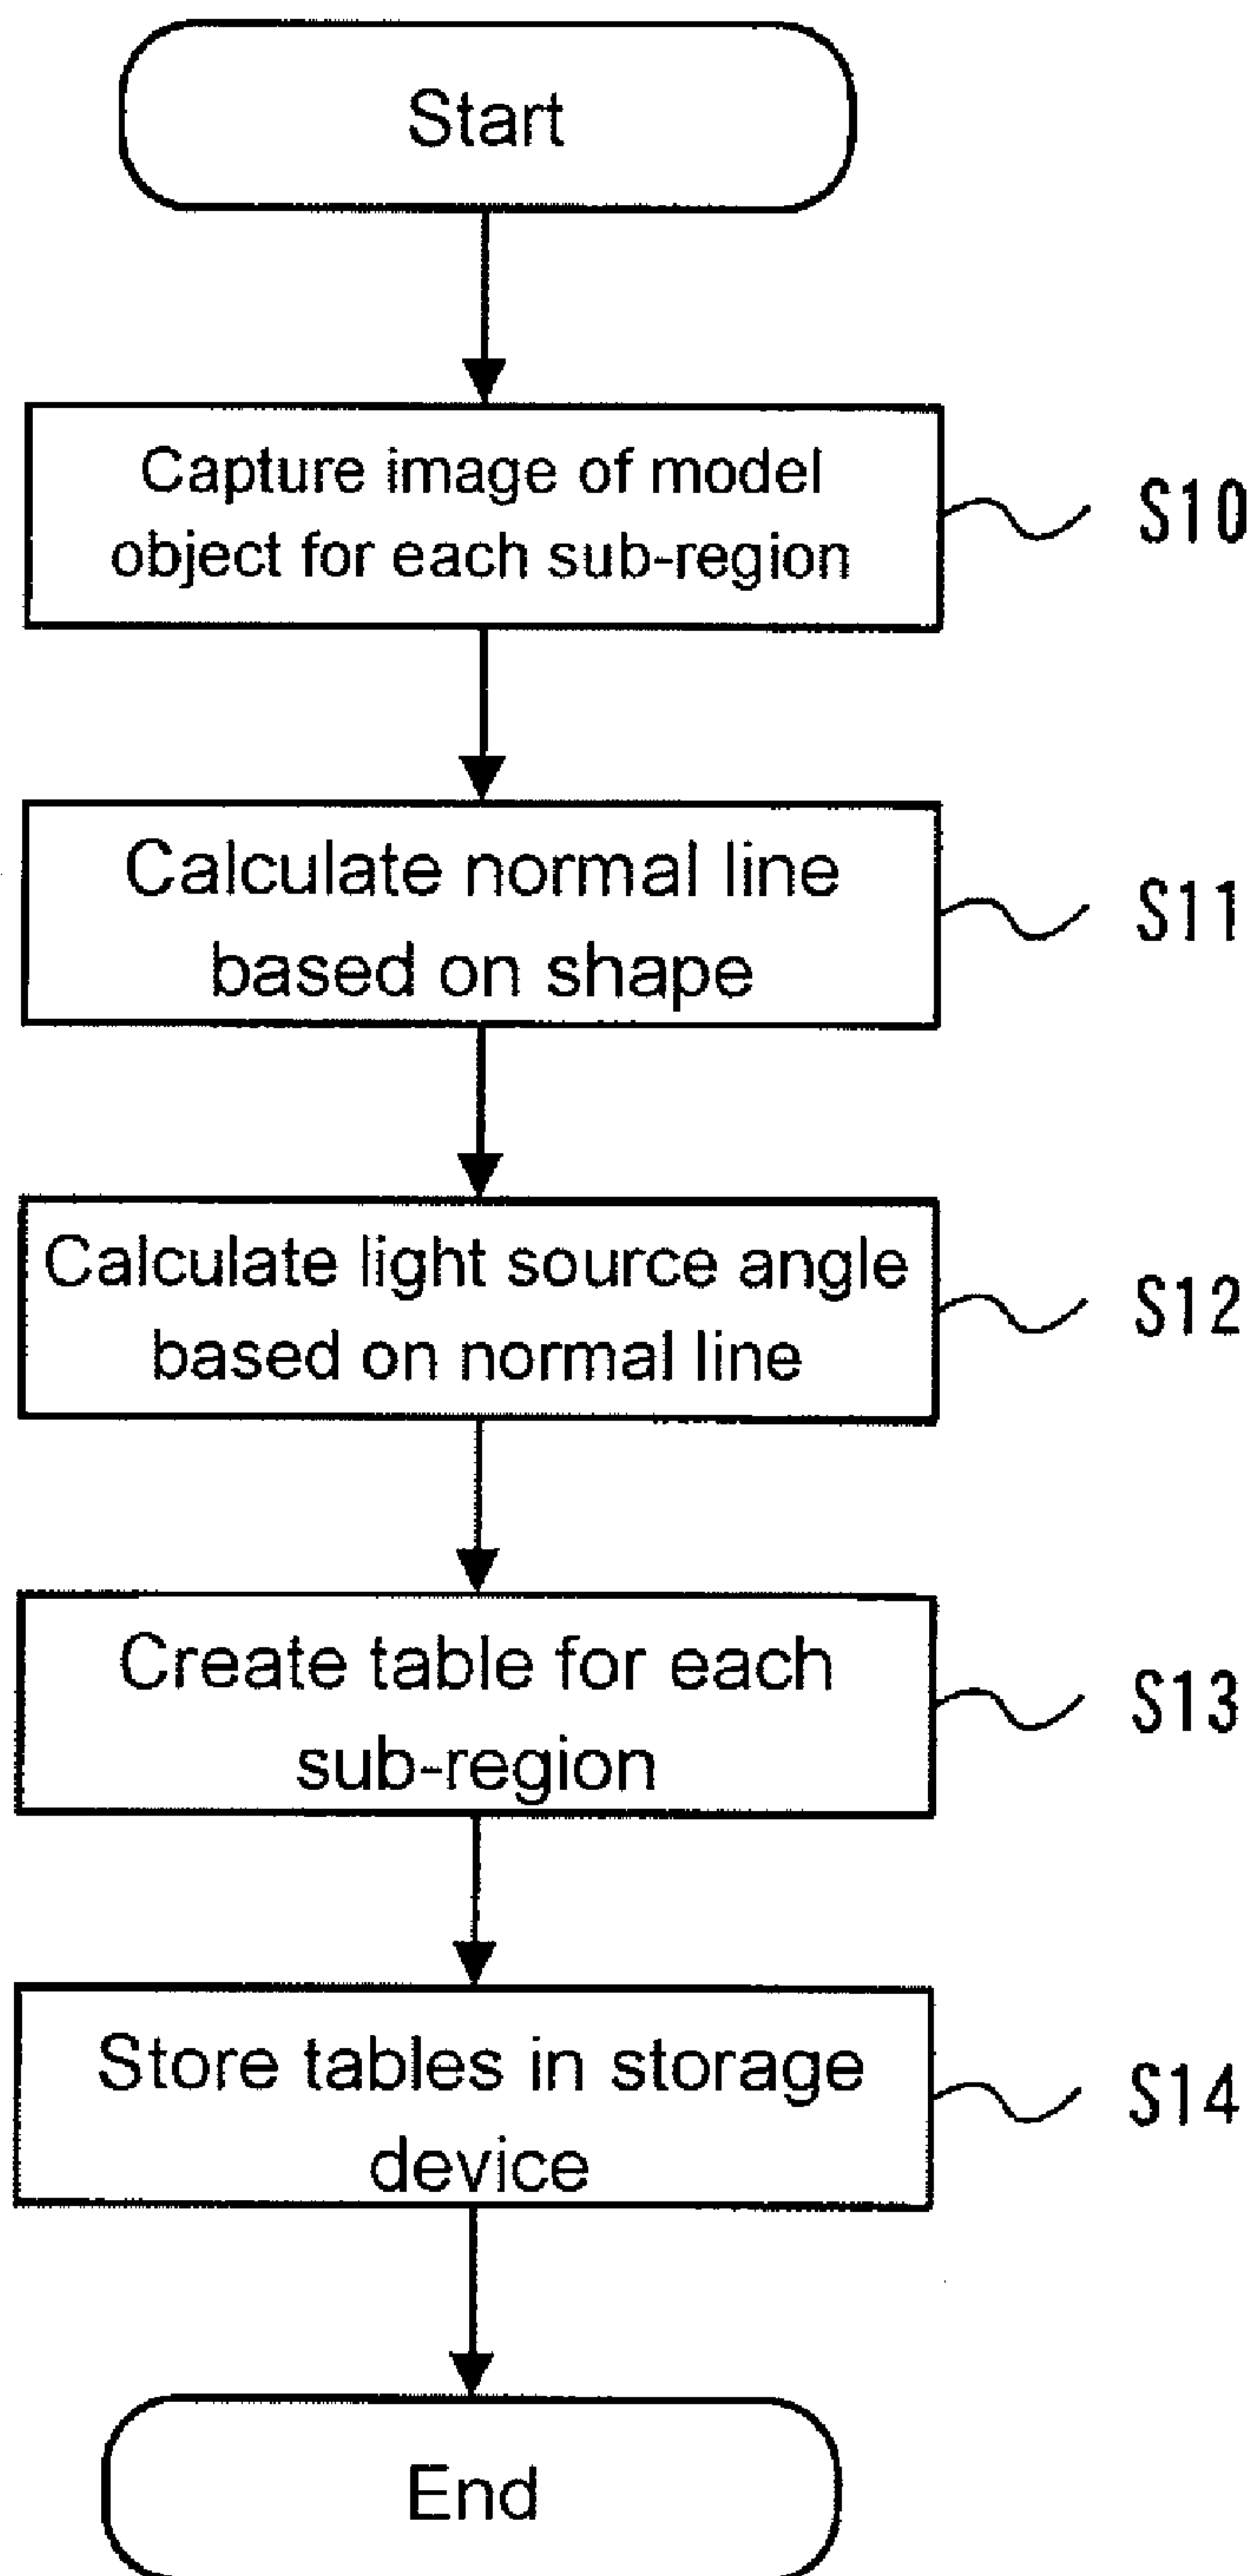 Start
Capture image of model
object for each sub-region
S10
Calculate normal line
based on shape
S11
Calculate light source angle
based on normal line
S12
Create table for each
sub-region
S13
Store tables in storage
device
S14
End